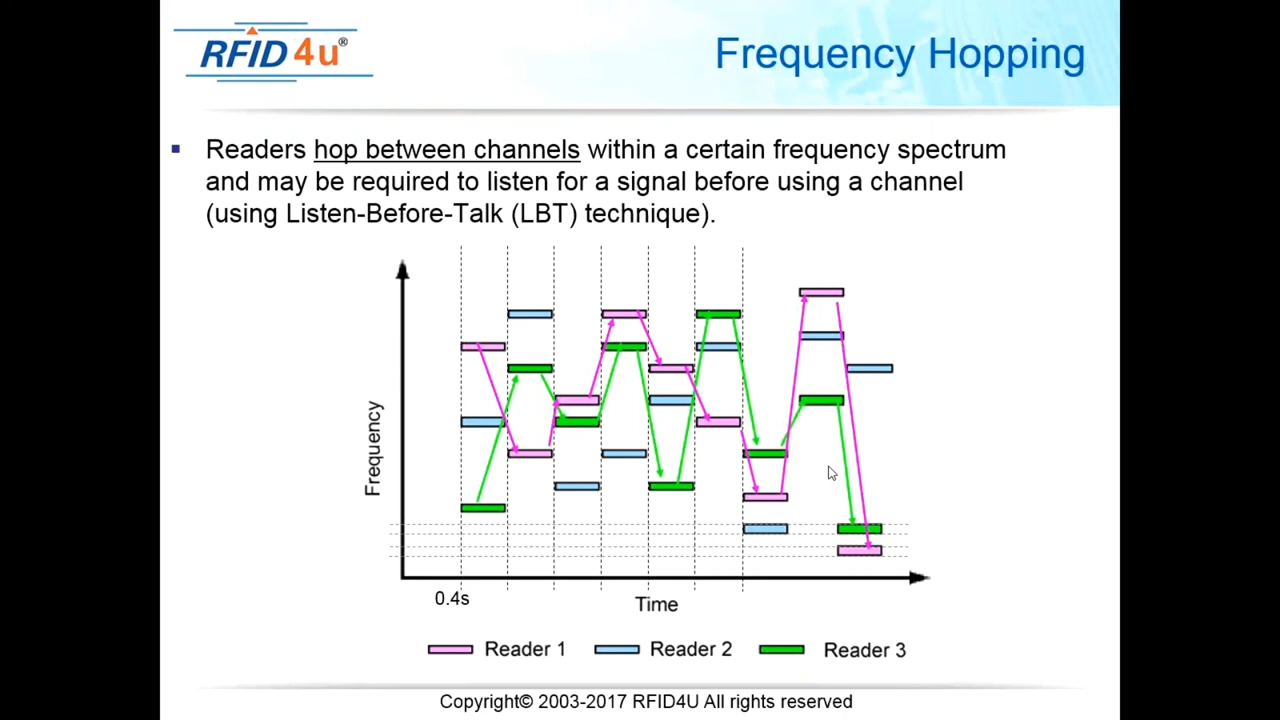 RFID4u®
Frequency Hopping
Readers hop between channels within a certain frequency spectrum
and may be required to listen for a signal before using a channel
(using Listen-Before-Talk (LBT) technique).
Frequency
0.4s
Time
Reader 1
Reader 2
Reader 3
Copyright© 2003-2017 RFID4U All rights reserved